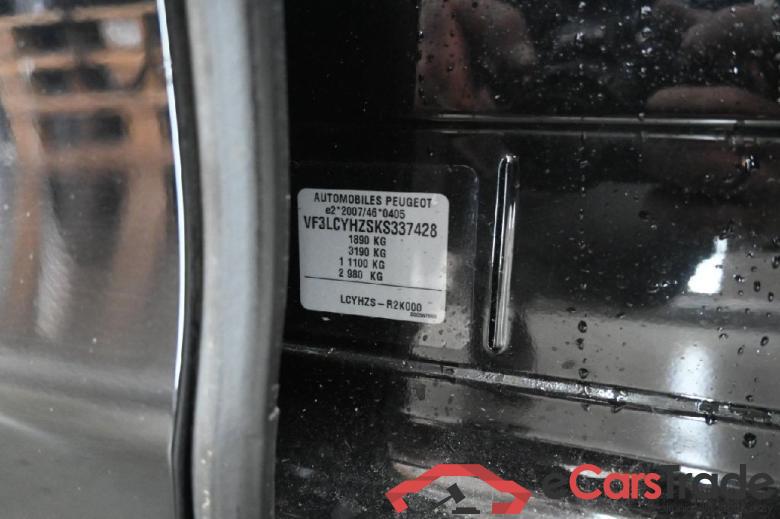 AUTOMOBILES PEUGEOT
e2*2007/46*0405
VF3LCYHZSKS337428
1890 KG
3190 KG
1 1100 KG
2 980 KG
LCYHZS-R2K000
eCarsTrade